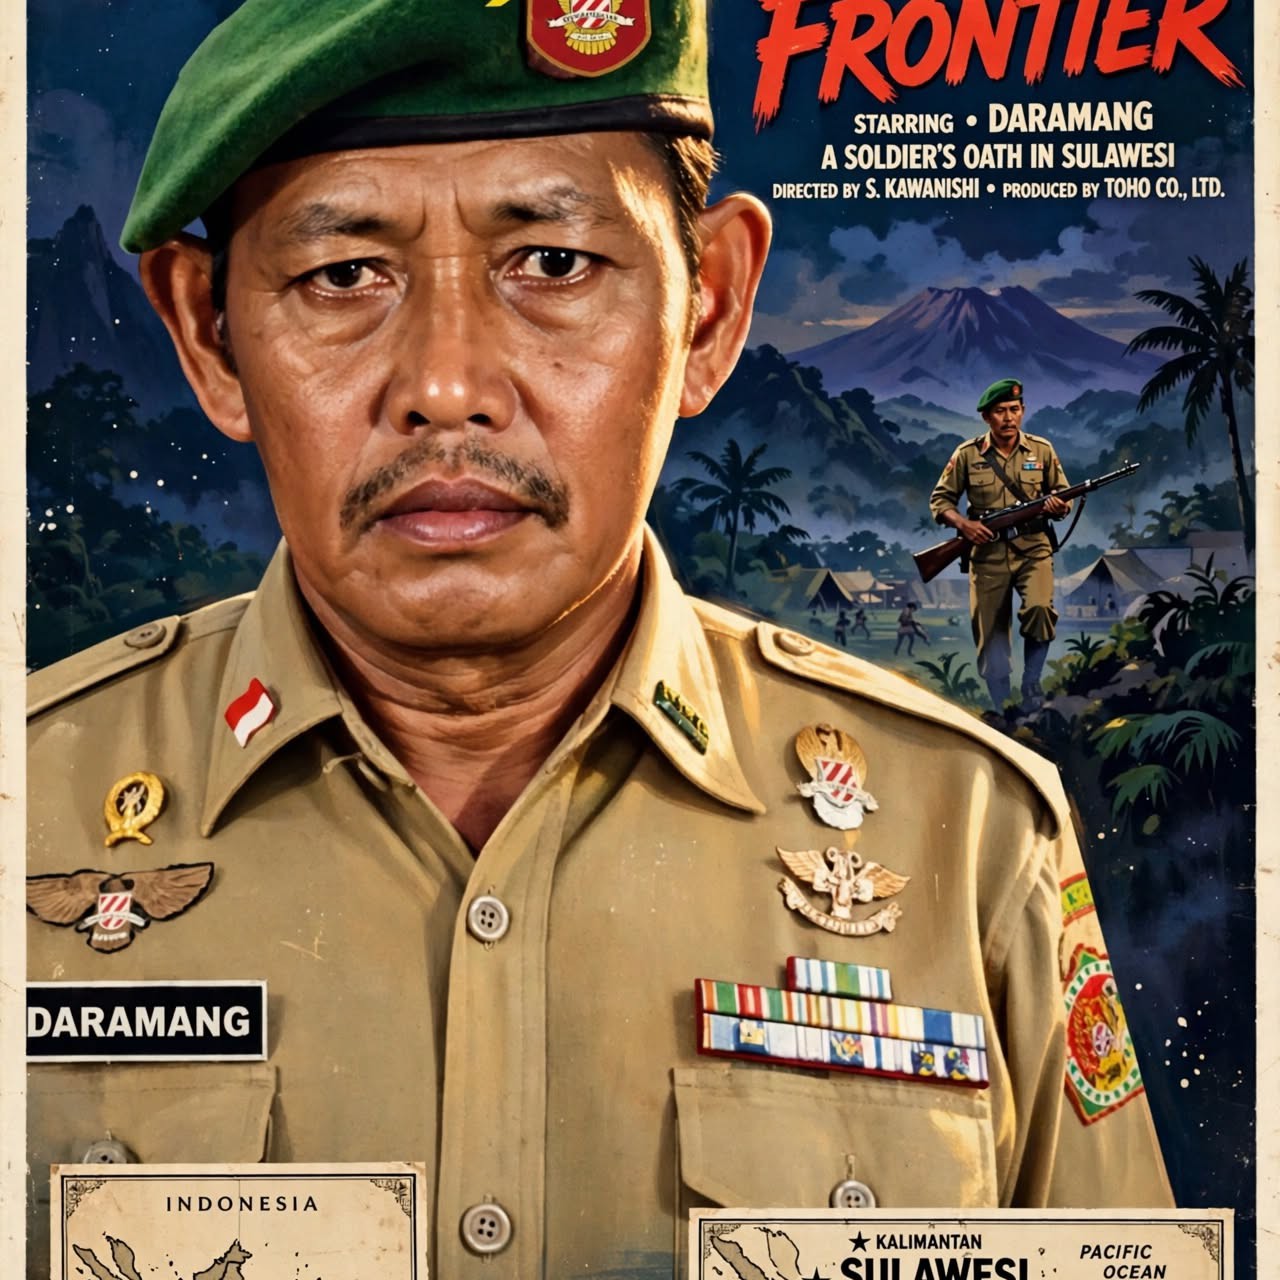 FRONTIER
STARRING • DARAMANG
A SOLDIER'S OATH IN SULAWESI
DIRECTED BY S. KAWANISHI • PRODUCED BY TOHO CO., LTD.
DARAMANG
INDONESIA
★ KALIMANTAN
SULAWESI
PACIFIC
OCEAN